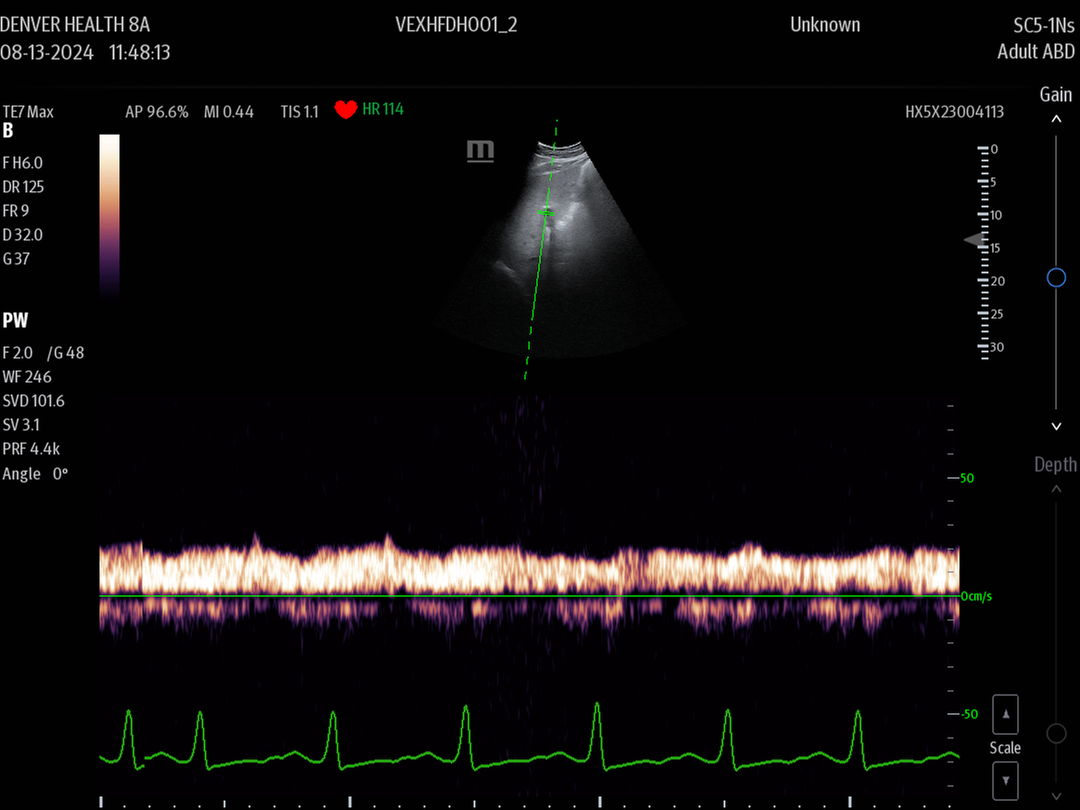 DENVER HEALTH 8A VEXHFDH001_2 Unknown SC5-1Ns
08-13-2024 11:48:13 Adult ABD
Gain
TE7 Max AP 96.6% MI 0.44 TIS 1.1 HR 114 HX5X23004113
B
F H6.0
DR 125
FR 9
D 32.0
G 37
m
0
5
10
15
20
25
30
PW
F 2.0 /G 48
WF 246
SVD 101.6
SV 3.1
PRF 4.4k
Angle 0°
Depth
50
0cm/s
-50
Scale